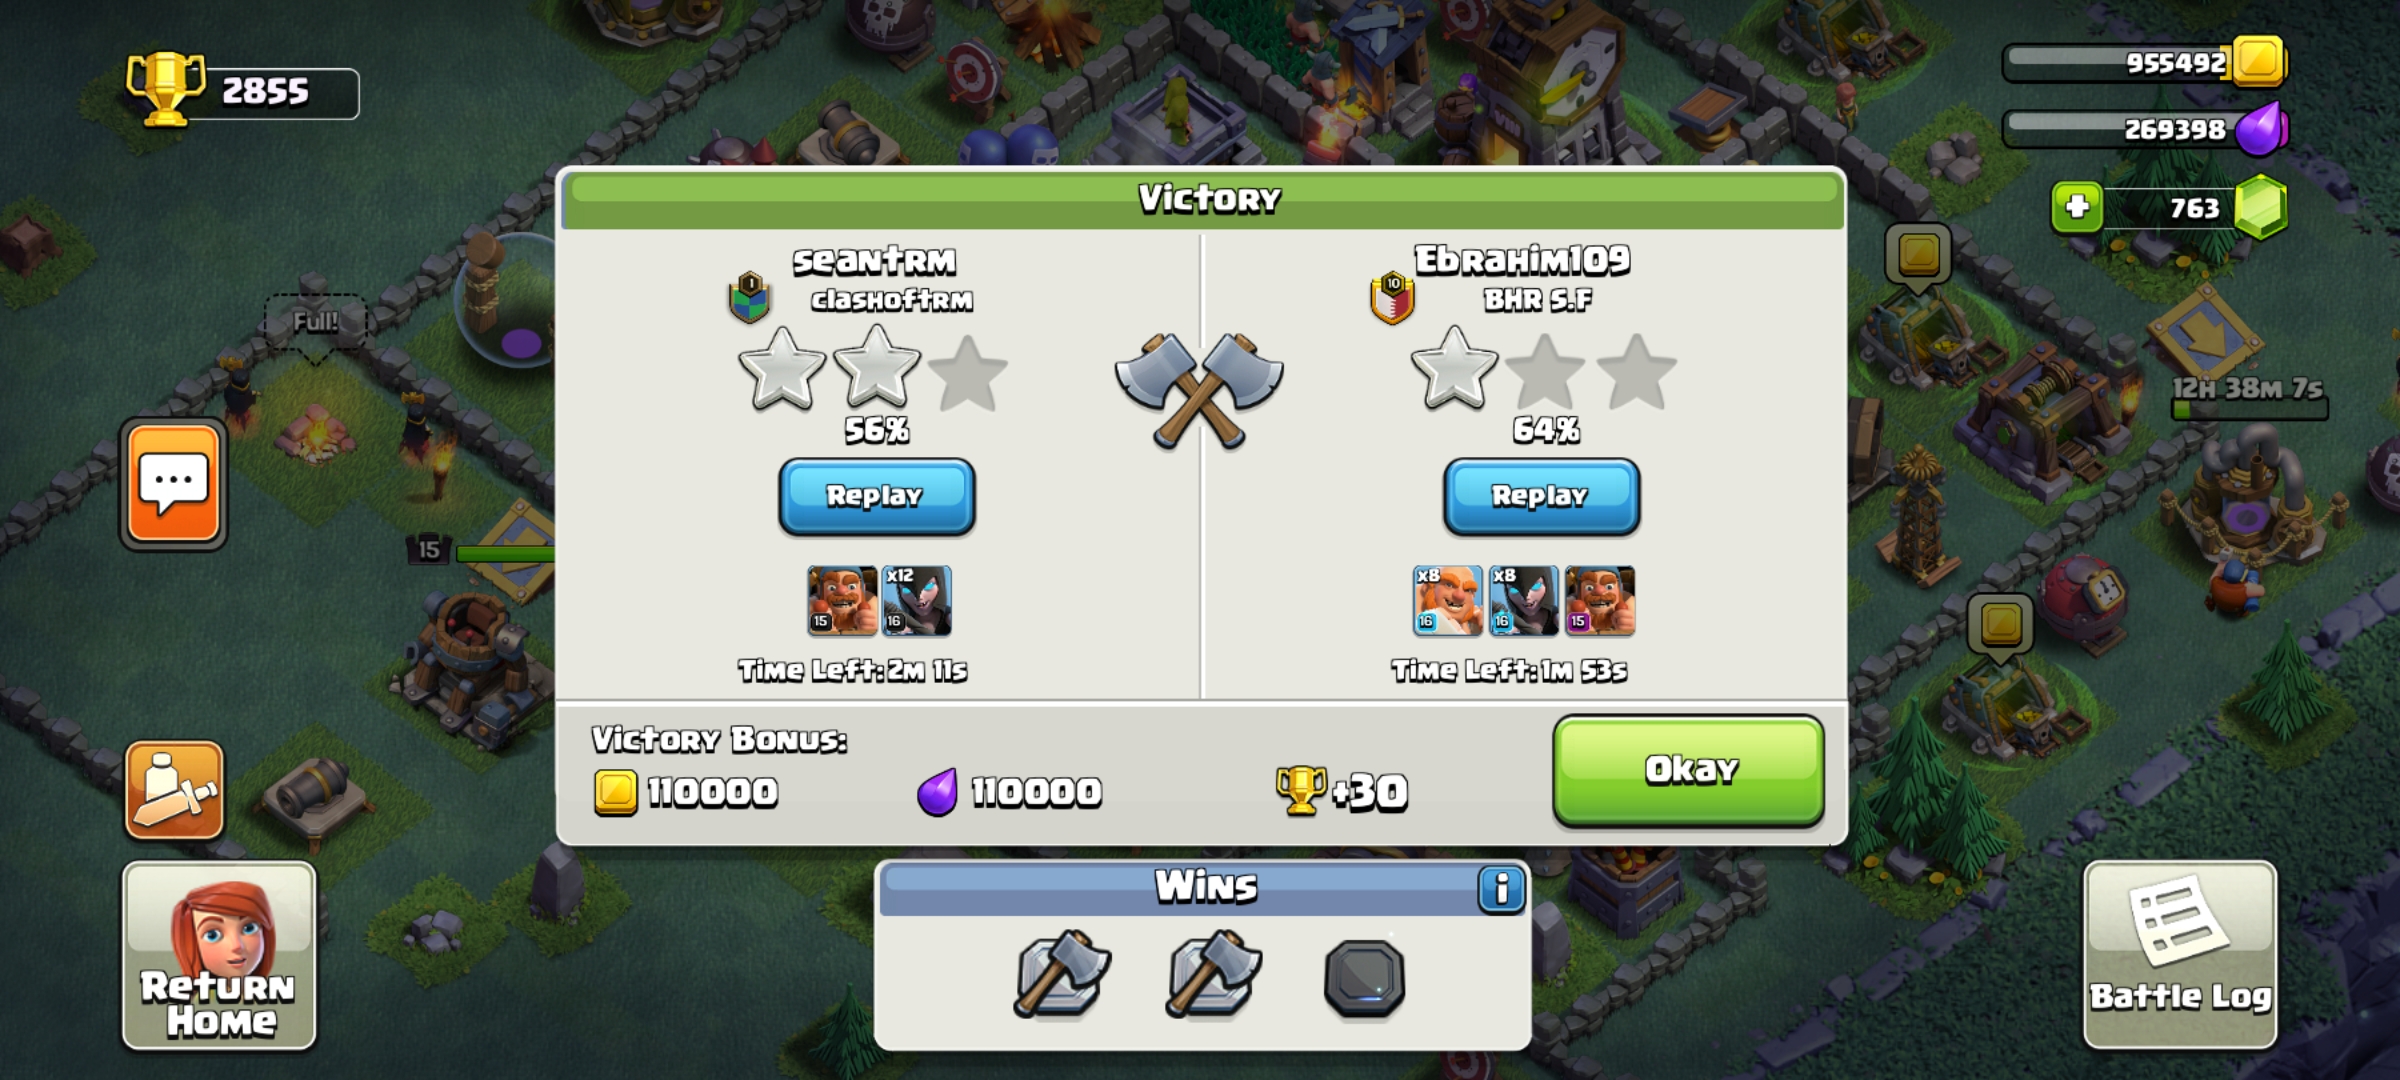 2855
955492
269398
763
Victory
seantrm
clashoftrm
1
56%
Replay
x12
15
16
Time Left:2m 11s
Ebrahim109
BHR S.F
10
64%
Replay
x8
x8
16
16
15
Time Left:1m 53s
Full!
15
12H 38m 7s
Victory Bonus:
110000
110000
+30
Okay
Wins
i
Return
Home
Battle Log